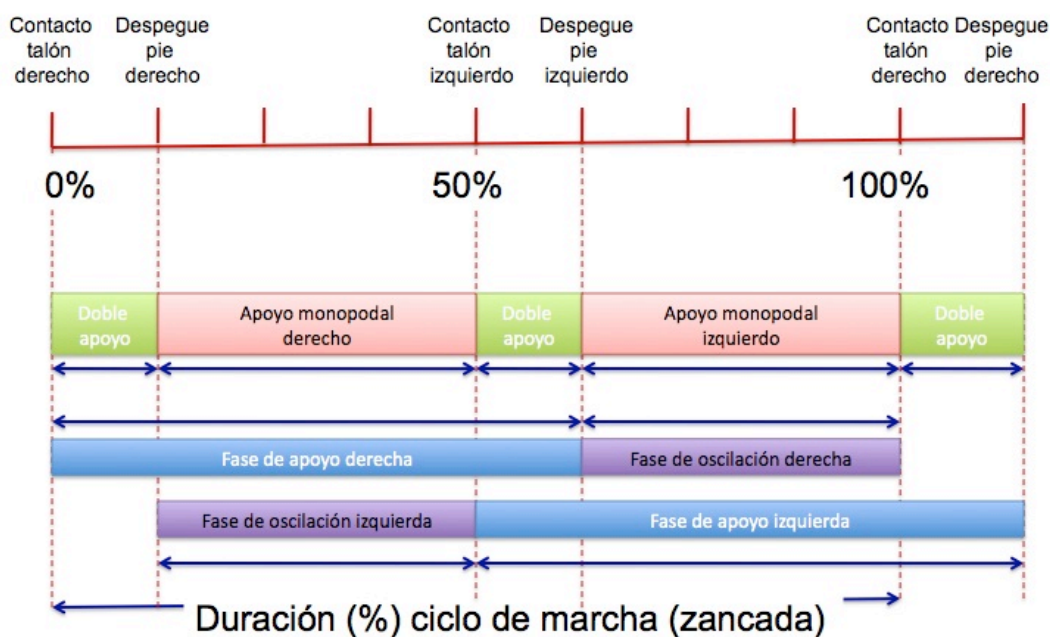 Contacto
talón
derecho
Despegue
pie
derecho
Contacto
talón
izquierdo
Despegue
pie
izquierdo
Contacto
talón
derecho
Despegue
pie
derecho
0%
50%
100%
Doble
apoyo
Apoyo monopodal
derecho
Doble
apoyo
Apoyo monopodal
izquierdo
Doble
apoyo
Fase de apoyo derecha
Fase de oscilación derecha
Fase de oscilación izquierda
Fase de apoyo izquierda
Duración (%) ciclo de marcha (zancada)